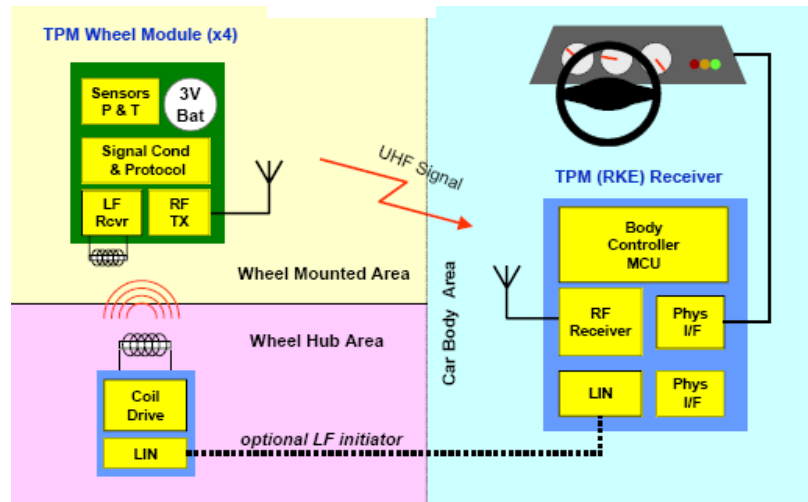 TPM Wheel Module (x4)
Sensors
P & T
3V
Bat
Signal Cond
& Protocol
LF
Rcvr
RF
TX
UHF Signal
Wheel Mounted Area
Wheel Hub Area
Coil
Drive
LIN
optional LF initiator
Car Body Area
TPM (RKE) Receiver
Body
Controller
MCU
RF
Receiver
Phys
I/F
LIN
Phys
I/F